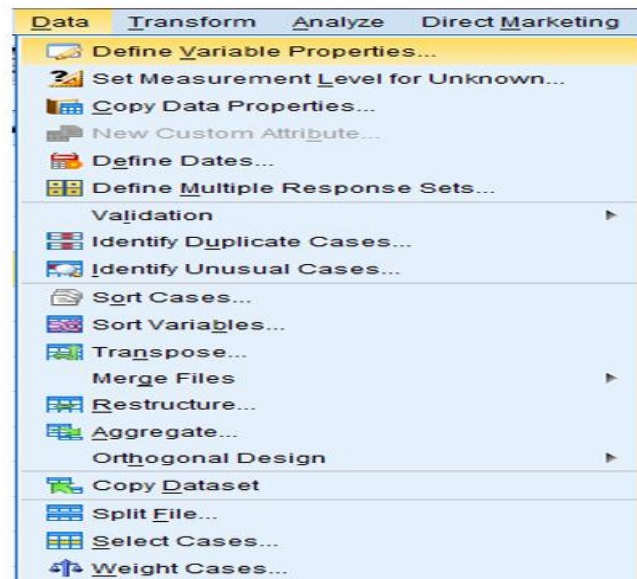 Data Transform Analyze Direct Marketing
Define Variable Properties...
Set Measurement Level for Unknown...
Copy Data Properties...
New Custom Attribute...
Define Dates...
Define Multiple Response Sets...
Validation
Identify Duplicate Cases...
Identify Unusual Cases...
Sort Cases...
Sort Variables...
Transpose...
Merge Files
Restructure...
Aggregate...
Orthogonal Design
Copy Dataset
Split File...
Select Cases...
Weight Cases...